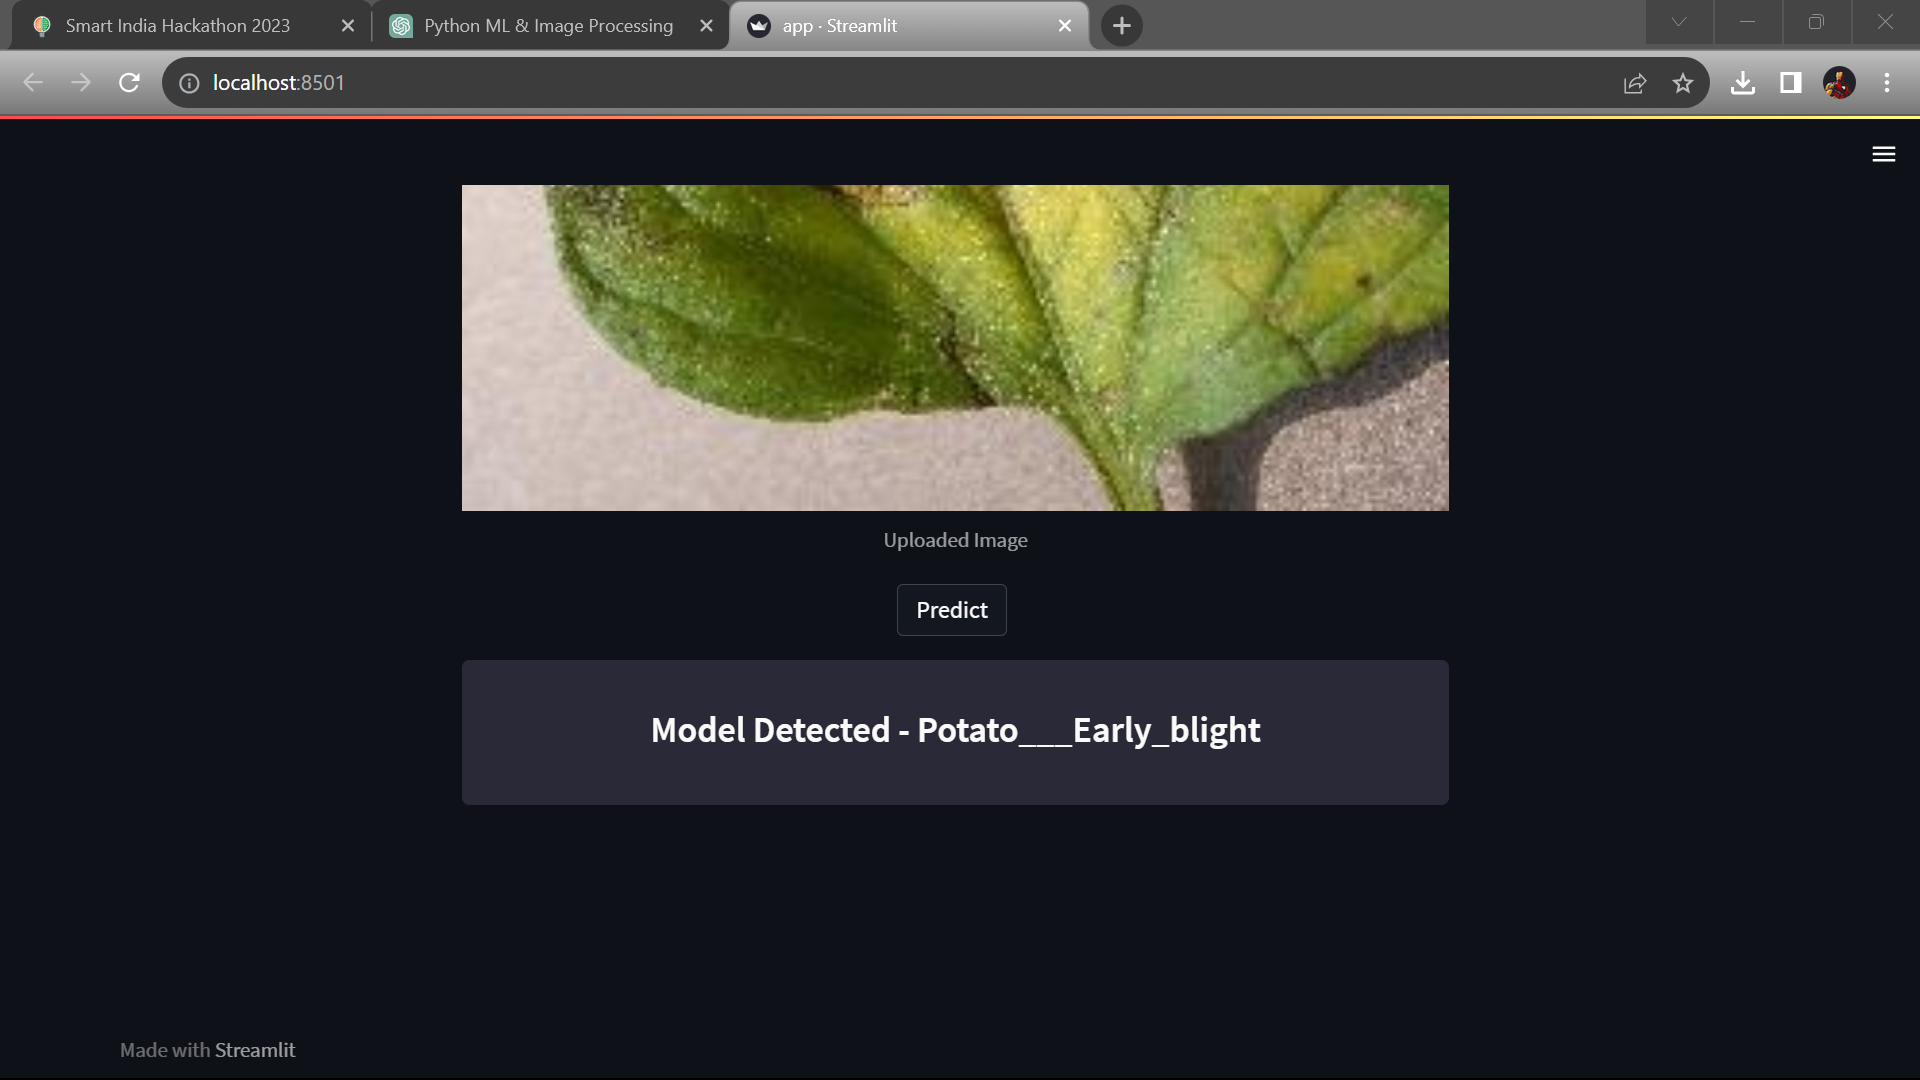 Smart India Hackathon 2023
Python ML & Image Processing
app · Streamlit
localhost:8501
Uploaded Image
Predict
Model Detected - Potato___Early_blight
Made with Streamlit